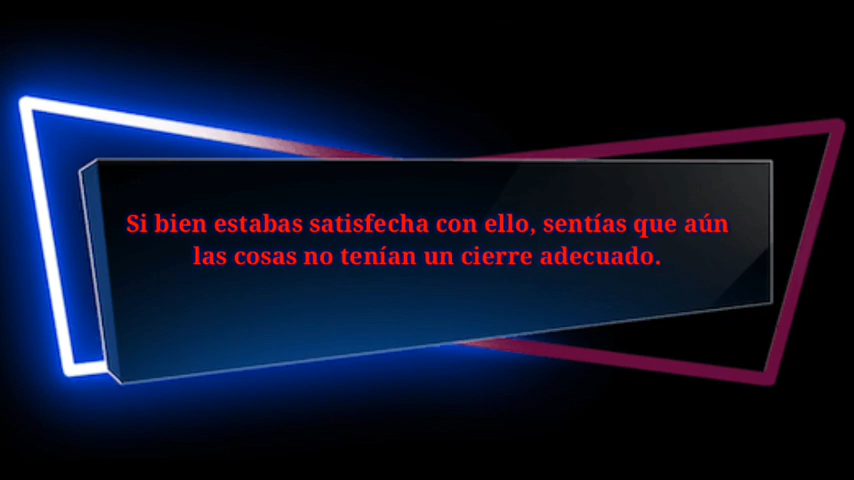 Si bien estabas satisfecha con ello, sentías que aún
las cosas no tenían un cierre adecuado.